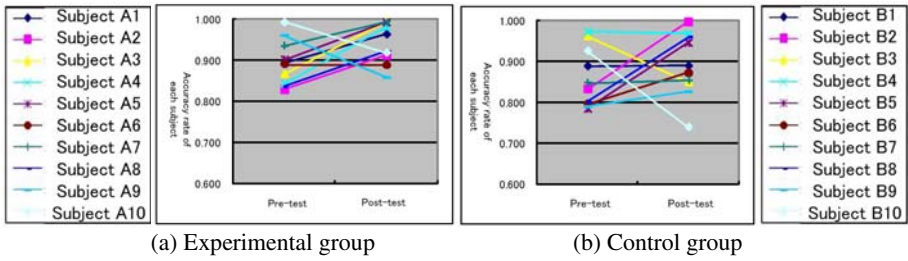 Subject A1
Subject A2
Subject A3
Subject A4
Subject A5
Subject A6
Subject A7
Subject A8
Subject A9
Subject A10
Accuracy rate of
each subject
1.000
0.900
0.800
0.700
0.600
Pre-test
Post-test
(a) Experimental group
Accuracy rate of
each subject
1.000
0.900
0.800
0.700
0.600
Pre-test
Post-test
Subject B1
Subject B2
Subject B3
Subject B4
Subject B5
Subject B6
Subject B7
Subject B8
Subject B9
Subject B10
(b) Control group